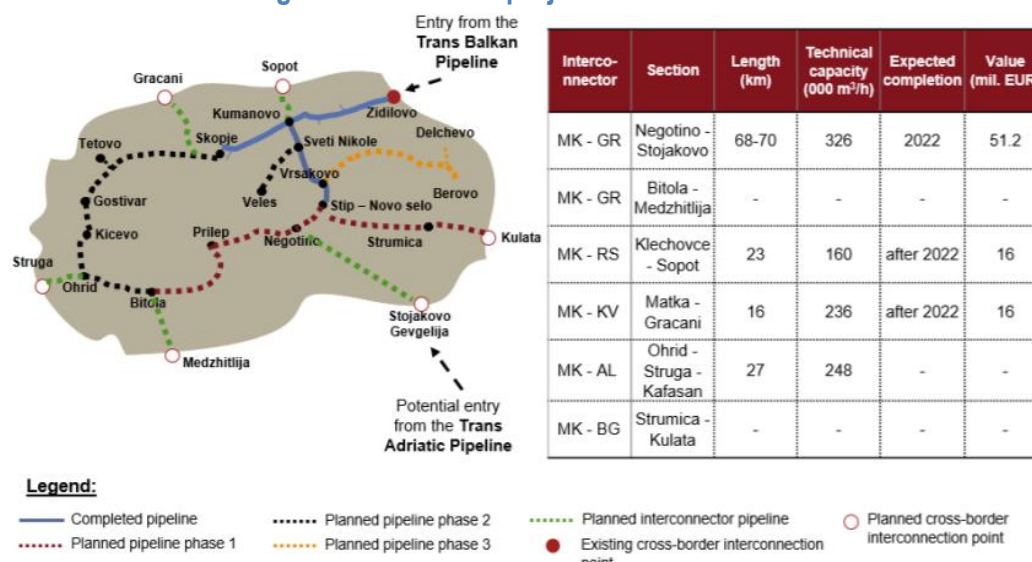 Entry from the
Trans Balkan
Pipeline
Sopot
Gracani
Kumanovo
Zidilovo
Skopje
Delchevo
Tetovo
Sveti Nikole
Vrsakovo
Veles
Berovo
Gostivar
Stip – Novo selo
Kicevo
Prilep
Negotino
Strumica
Kulata
Struga
Ohrid
Bitola
Stojakovo
Gevgelija
Medzhitlija
Potential entry
from the Trans
Adriatic Pipeline
Interco-
nnector
Section
Length
(km)
Technical
capacity
(000 m³/h)
Expected
completion
Value
(mil. EUR
MK - GR
Negotino -
Stojakovo
68-70
326
2022
51.2
MK - GR
Bitola -
Medzhitlija
-
-
-
-
MK - RS
Klechovce
- Sopot
23
160
after 2022
16
MK - KV
Matka -
Gracani
16
236
after 2022
16
MK - AL
Ohrid -
Struga -
Kafasan
27
248
-
-
MK - BG
Strumica -
Kulata
-
-
-
-
Legend:
Completed pipeline
Planned pipeline phase 1
Planned pipeline phase 2
Planned pipeline phase 3
Planned interconnector pipeline
Existing cross-border interconnection
point
Planned cross-border
interconnection point